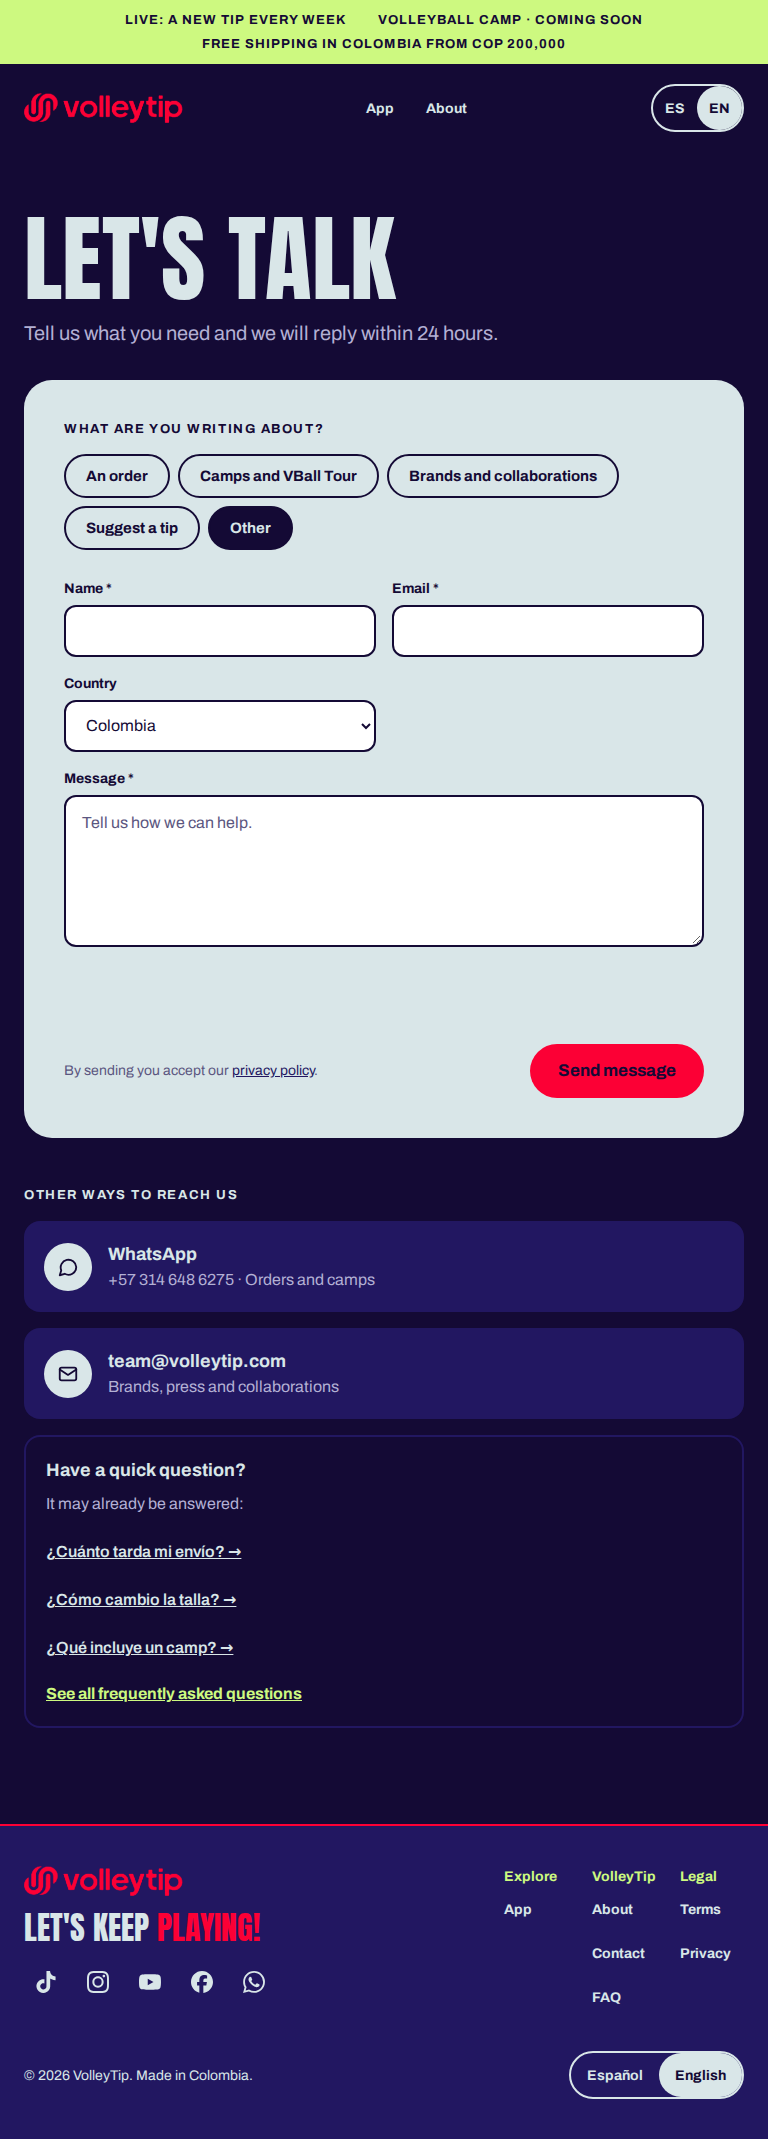 LIVE: A NEW TIP EVERY WEEK VOLLEYBALL CAMP · COMING SOON
FREE SHIPPING IN COLOMBIA FROM COP 200,000
volleytip App About ES EN
LET'S TALK
Tell us what you need and we will reply within 24 hours.
WHAT ARE YOU WRITING ABOUT?
An order Camps and VBall Tour Brands and collaborations
Suggest a tip Other
Name * Email *
Country
Colombia
Message *
Tell us how we can help.
By sending you accept our privacy policy. Send message
OTHER WAYS TO REACH US
WhatsApp
+57 314 648 6275 · Orders and camps
team@volleytip.com
Brands, press and collaborations
Have a quick question?
It may already be answered:
¿Cuánto tarda mi envío? →
¿Cómo cambio la talla? →
¿Qué incluye un camp? →
See all frequently asked questions
volleytip
LET'S KEEP PLAYING!
Explore VolleyTip Legal
App About Terms
Contact Privacy
FAQ
© 2026 VolleyTip. Made in Colombia. Español English